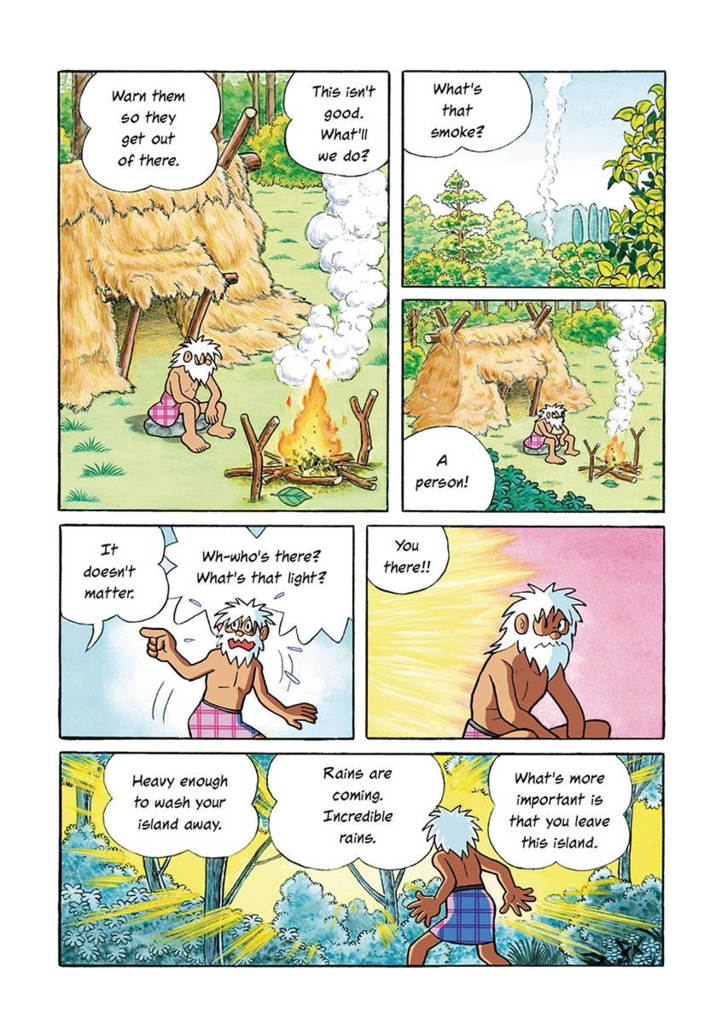 What's
that
smoke?
A
person!
This isn't
good.
What'll
we do?
Warn them
so they
get out
of there.
You
there!!
Wh-who's there?
What's that light?
It
doesn't
matter.
What's more
important is
that you leave
this island.
Rains are
coming.
Incredible
rains.
Heavy enough
to wash your
island away.